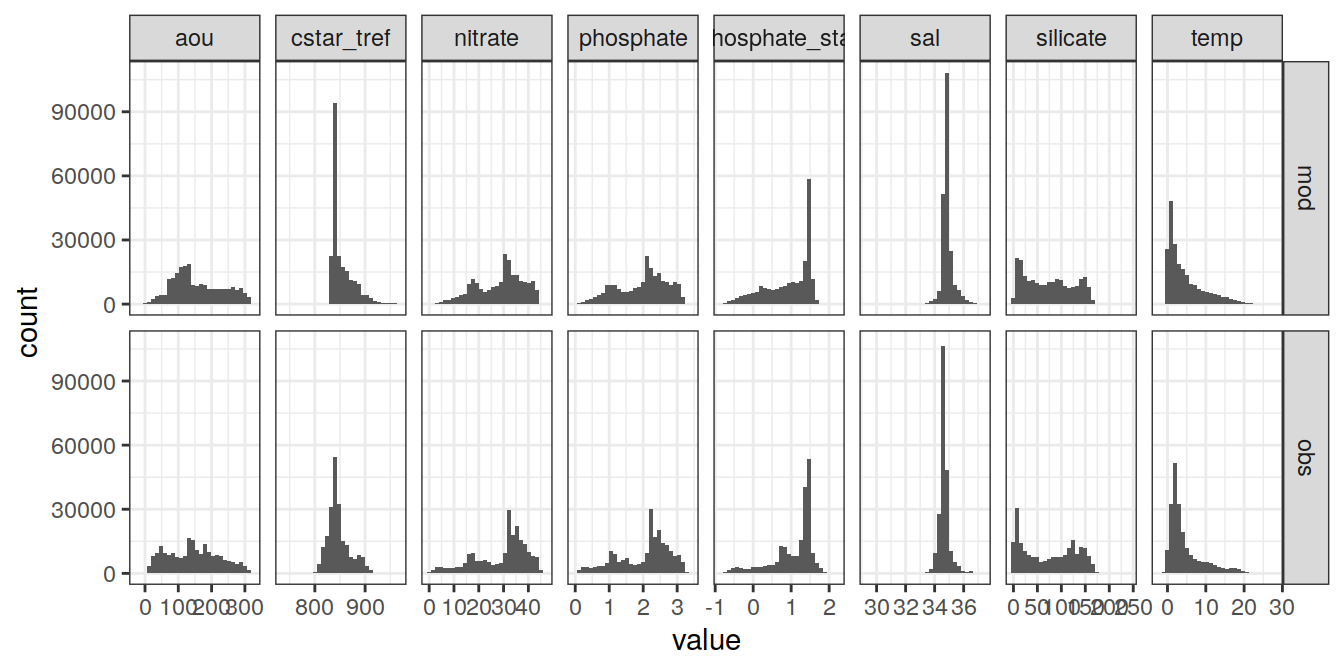 aou cstar_tref nitrate phosphate hosphate_sta sal silicate temp
90000
60000
30000
0
mod
90000
60000
30000
0
obs
count
0 100 200 300 800 900 0 10 20 30 40 0 1 2 3 -1 0 1 2 30 32 34 36 0 50 100 150 200 250 0 10 20 30
value